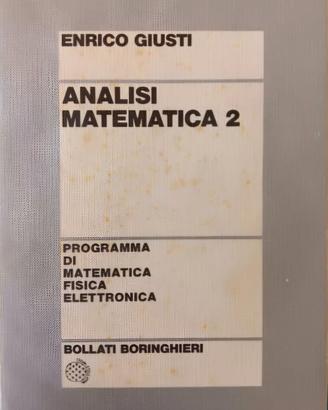 ENRICO GIUSTI
ANALISI
MATEMATICA 2
PROGRAMMA
DI
MATEMATICA
FISICA
ELETTRONICA
BOLLATI BORINGHIERI